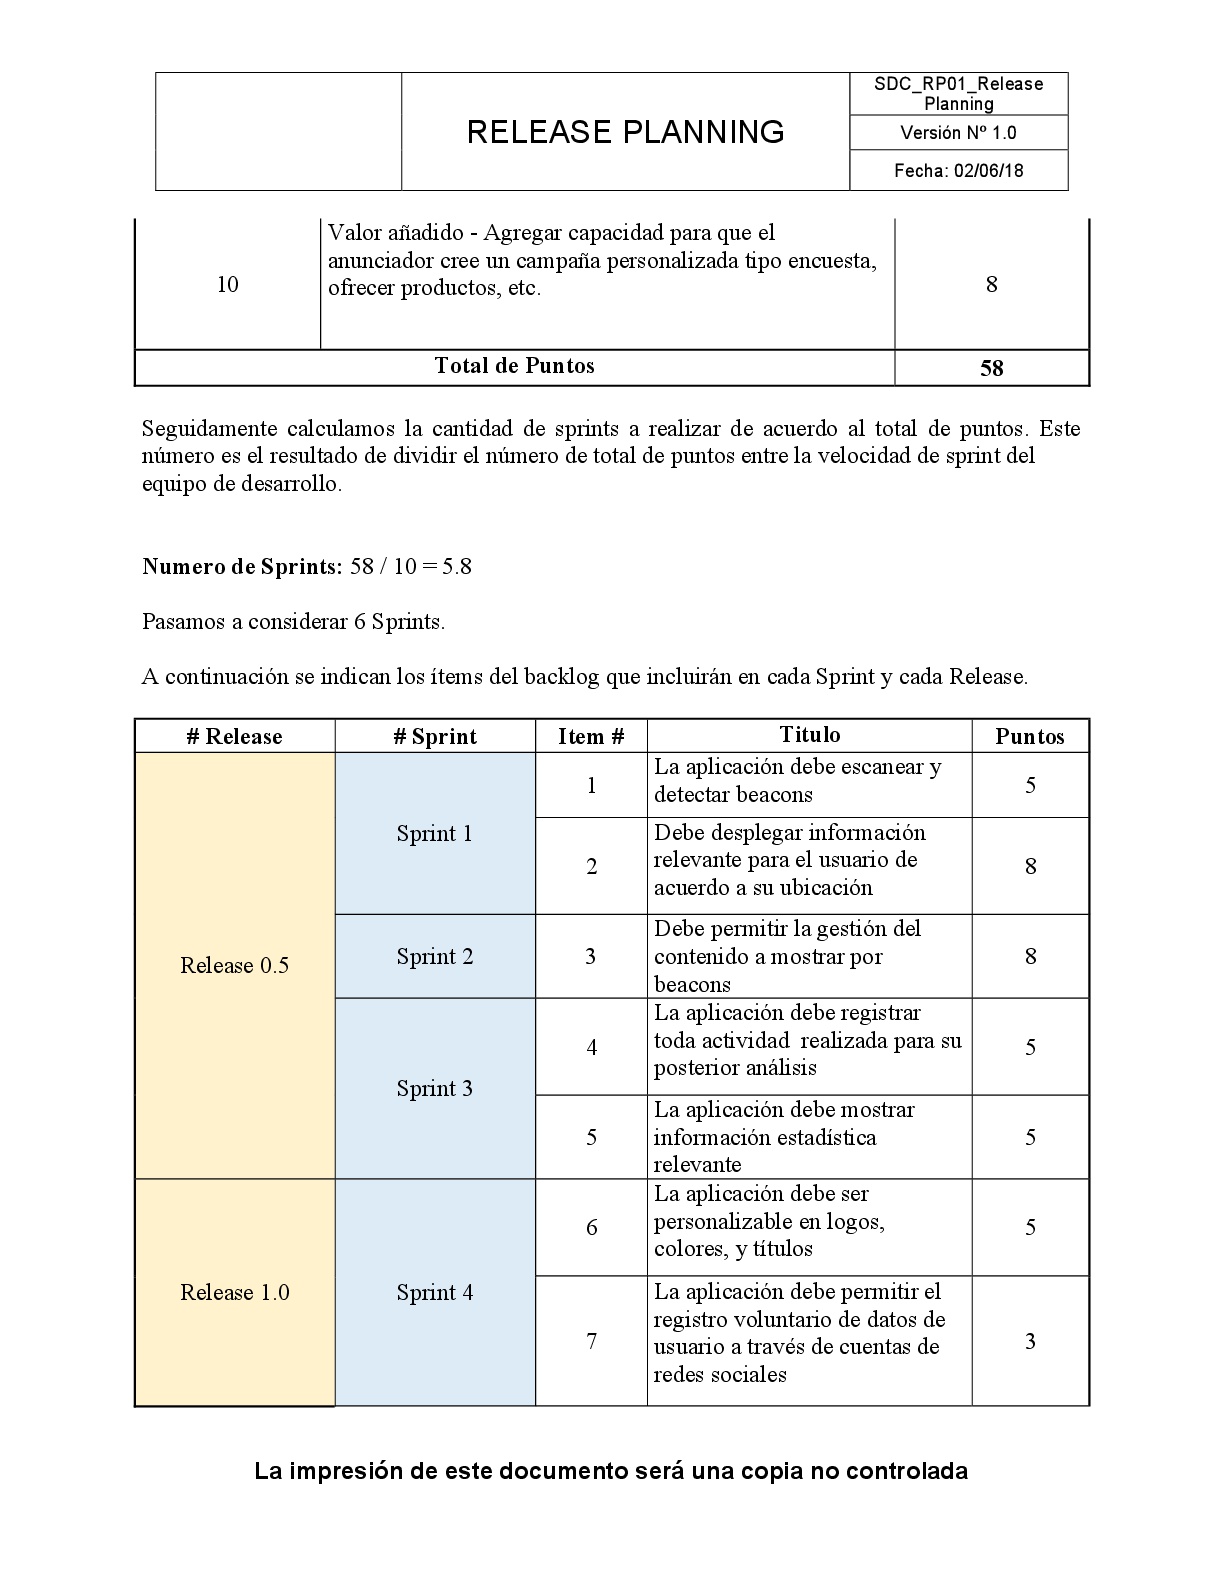 RELEASE PLANNING
SDC_RP01_Release
Planning
Versión Nº 1.0
Fecha: 02/06/18
10
Valor añadido - Agregar capacidad para que el
anunciador cree un campaña personalizada tipo encuesta,
ofrecer productos, etc.
8
Total de Puntos
58
Seguidamente calculamos la cantidad de sprints a realizar de acuerdo al total de puntos. Este
número es el resultado de dividir el número de total de puntos entre la velocidad de sprint del
equipo de desarrollo.
Numero de Sprints: 58 / 10 = 5.8
Pasamos a considerar 6 Sprints.
A continuación se indican los ítems del backlog que incluirán en cada Sprint y cada Release.
# Release
# Sprint
Item #
Titulo
Puntos
Release 0.5
Sprint 1
1
La aplicación debe escanear y
detectar beacons
5
2
Debe desplegar información
relevante para el usuario de
acuerdo a su ubicación
8
Sprint 2
3
Debe permitir la gestión del
contenido a mostrar por
beacons
8
Sprint 3
4
La aplicación debe registrar
toda actividad  realizada para su
posterior análisis
5
5
La aplicación debe mostrar
información estadística
relevante
5
Release 1.0
Sprint 4
6
La aplicación debe ser
personalizable en logos,
colores, y títulos
5
7
La aplicación debe permitir el
registro voluntario de datos de
usuario a través de cuentas de
redes sociales
3
La impresión de este documento será una copia no controlada